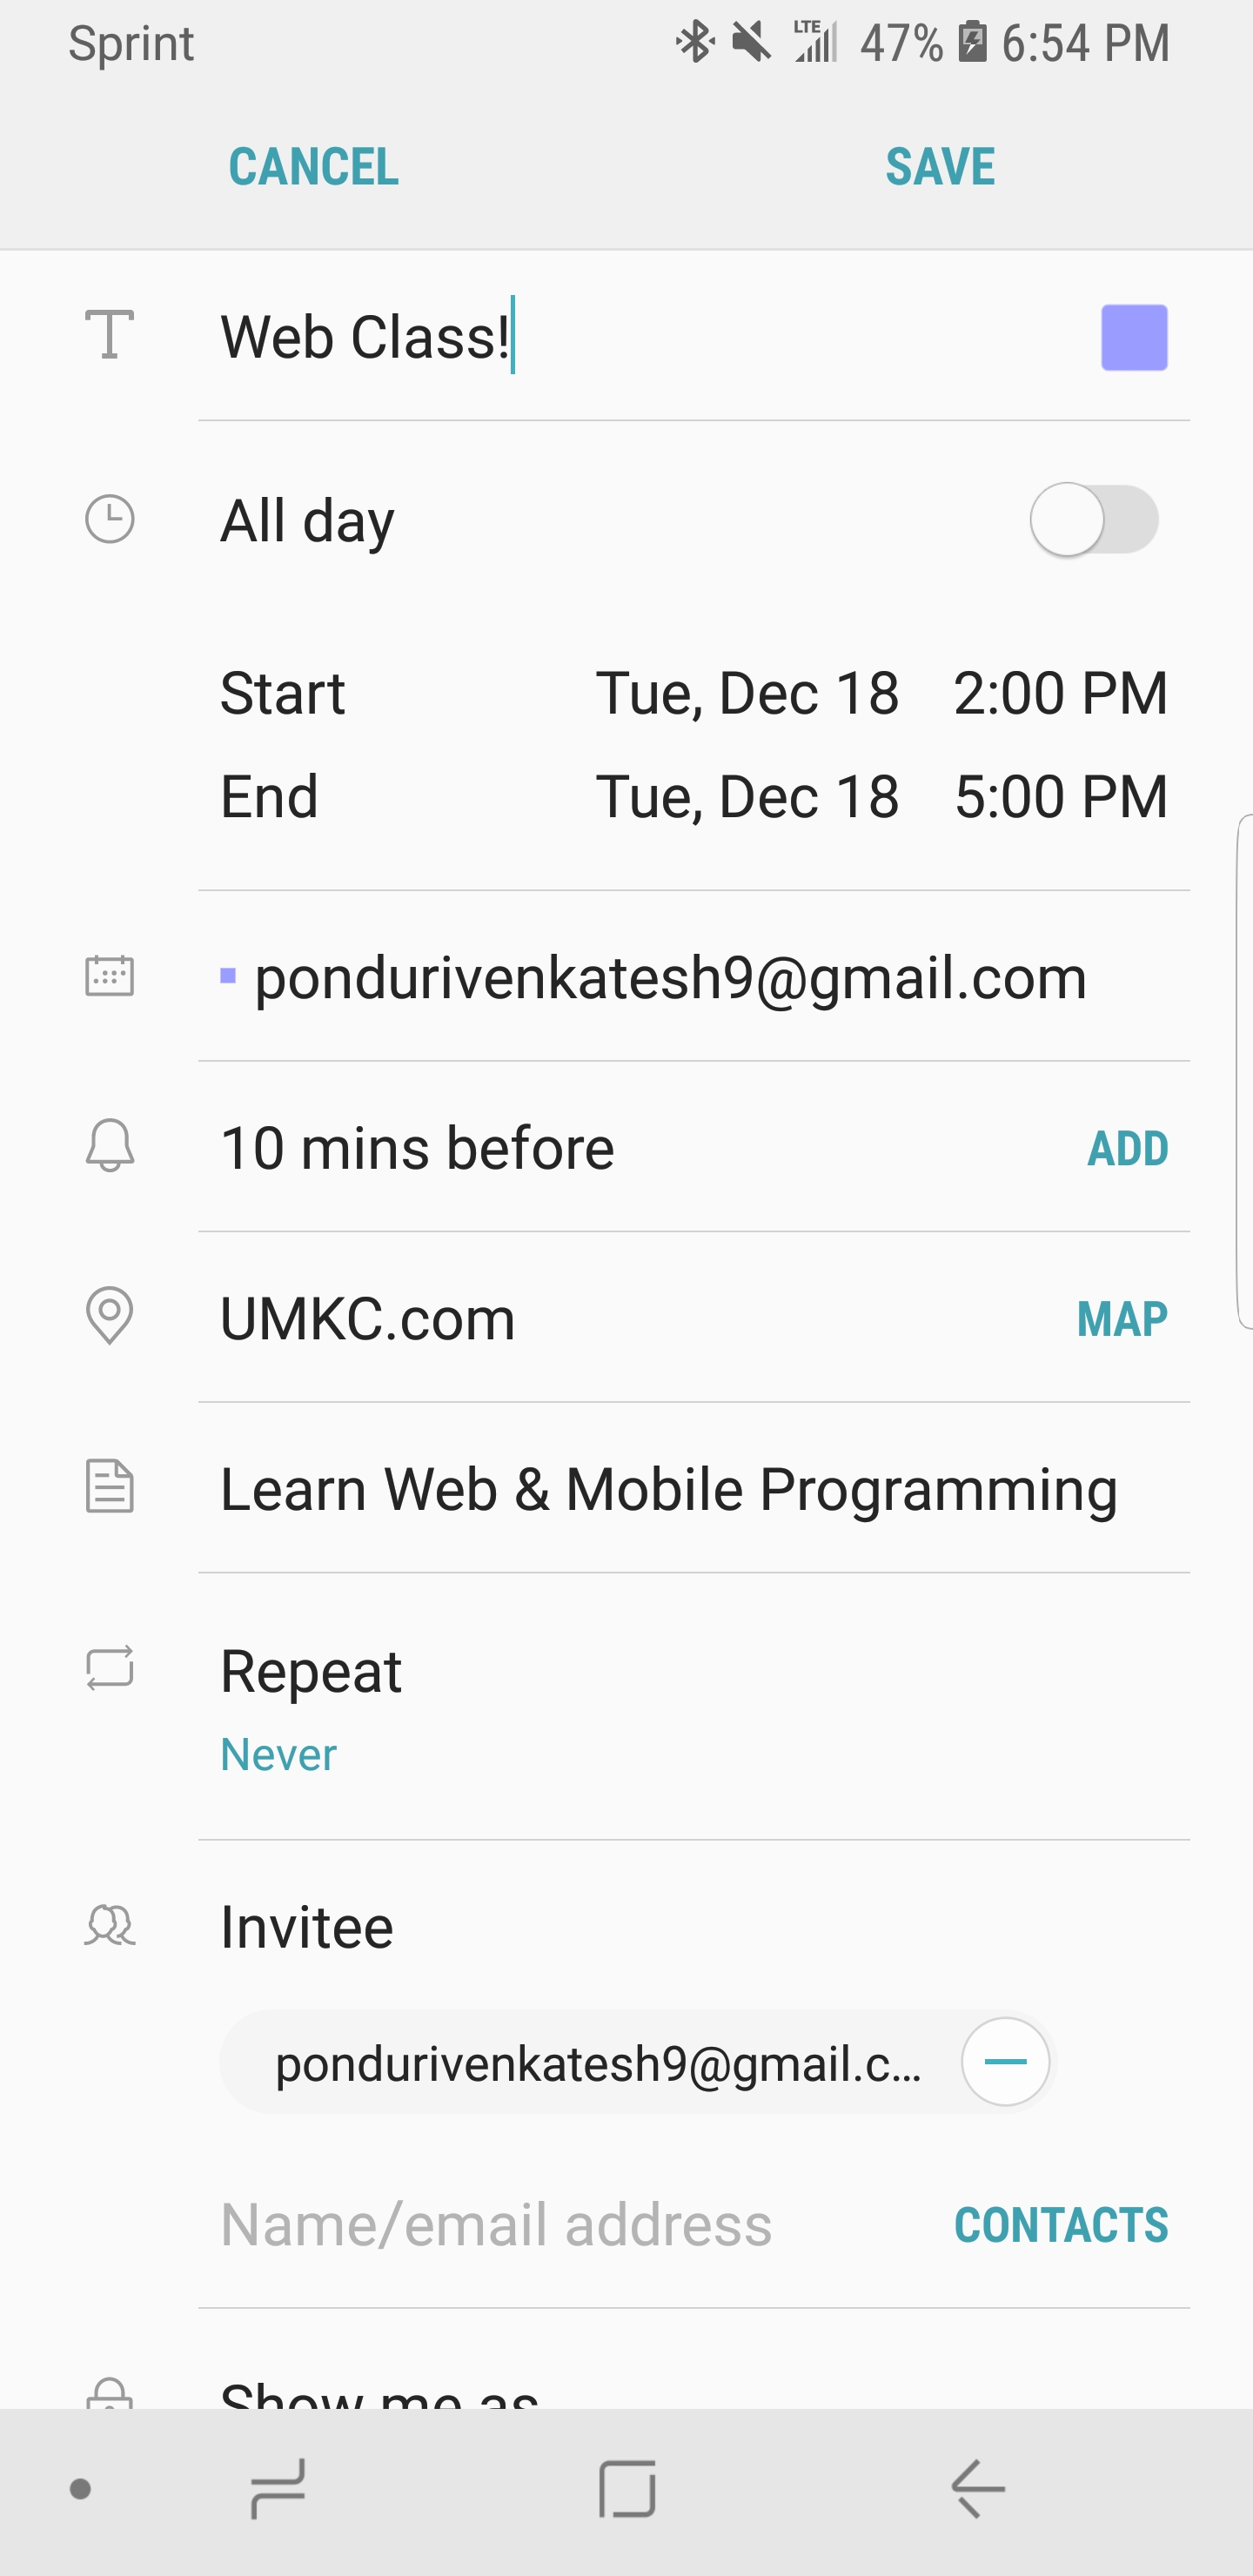 Sprint LTE 47% 6:54 PM
CANCEL SAVE
Web Class!
All day
Start Tue, Dec 18 2:00 PM
End Tue, Dec 18 5:00 PM
pondurivenkatesh9@gmail.com
10 mins before ADD
UMKC.com MAP
Learn Web & Mobile Programming
Repeat
Never
Invitee
pondurivenkatesh9@gmail.c...
Name/email address CONTACTS
Show me as